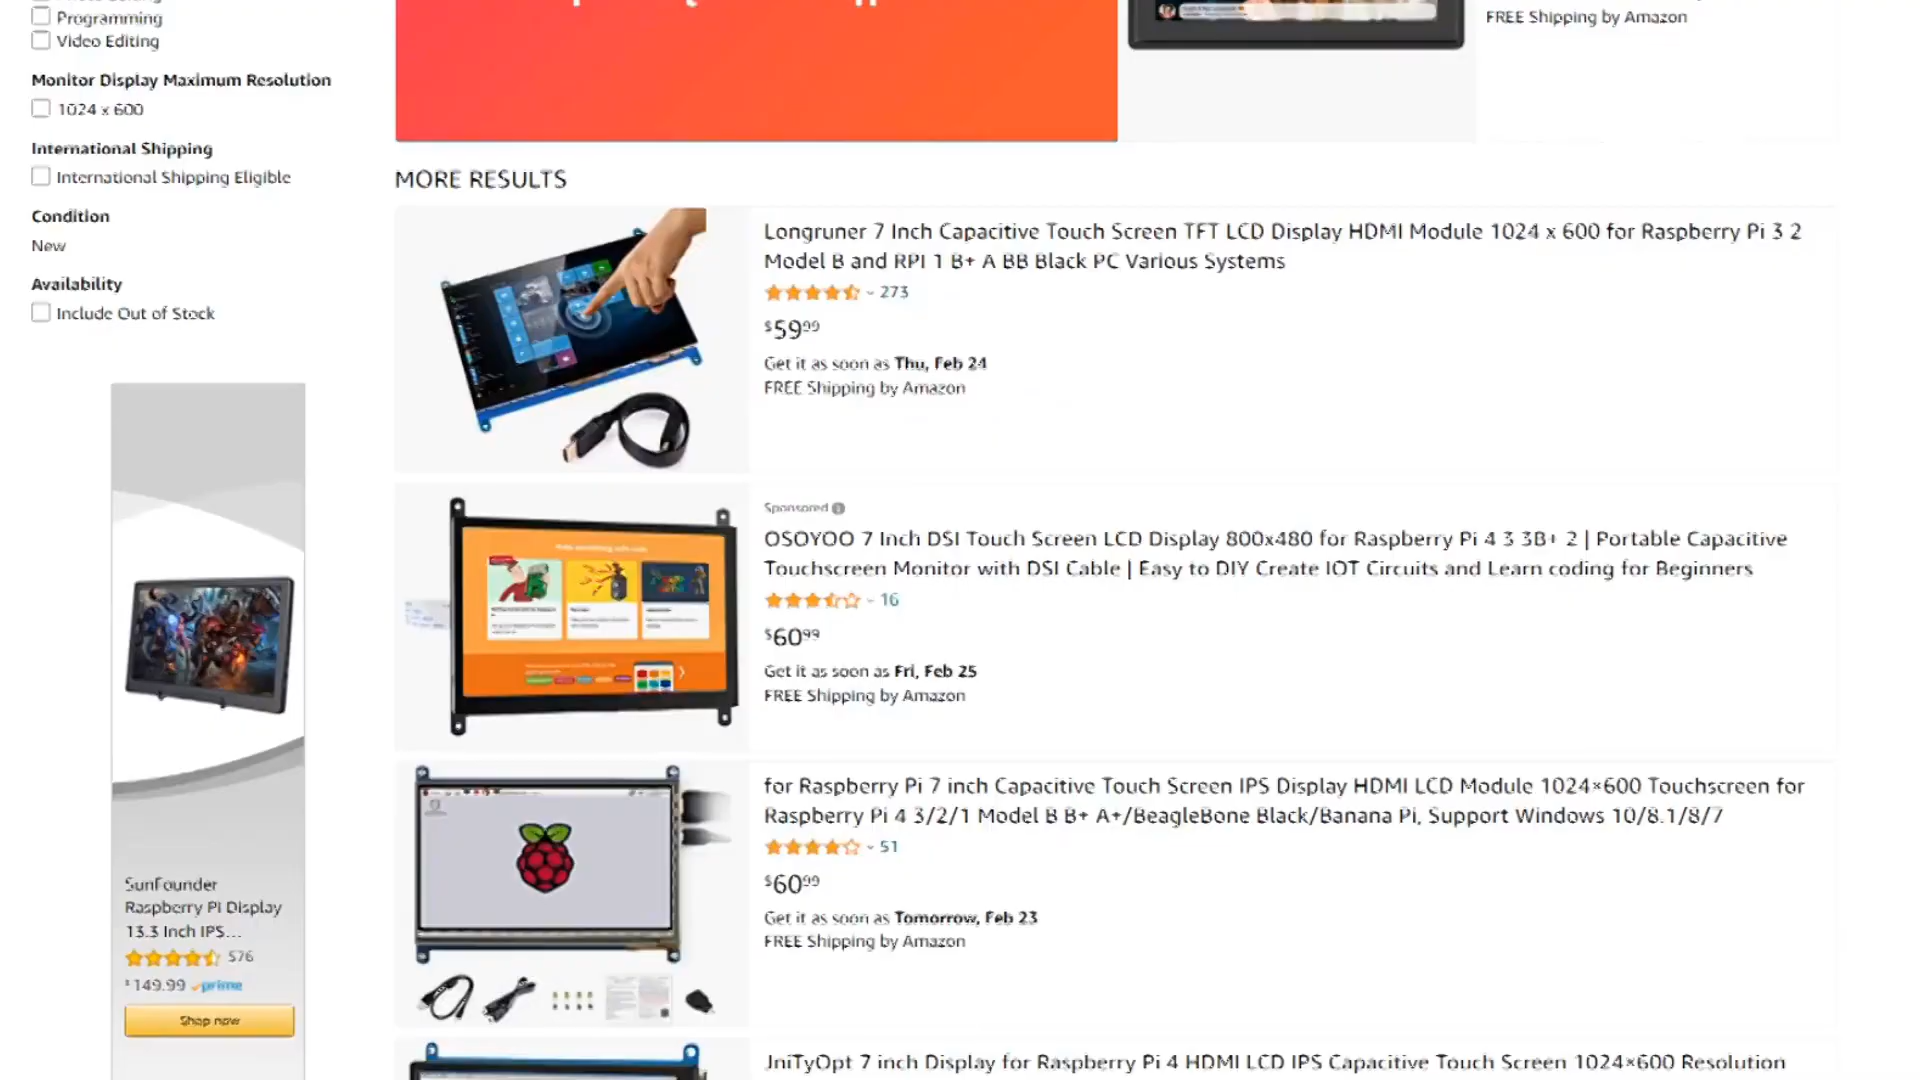 Programming
Video Editing
Monitor Display Maximum Resolution
1024 x 600
International Shipping
International Shipping Eligible
Condition
New
Availability
Include Out of Stock
SunFounder
Raspberry Pi Display
13.3 Inch IPS...
576
$149.99 prime
Shop now
FREE Shipping by Amazon
MORE RESULTS
Longruner 7 Inch Capacitive Touch Screen TFT LCD Display HDMI Module 1024 x 600 for Raspberry Pi 3 2
Model B and RPI 1 B+ A BB Black PC Various Systems
273
$5999
Get it as soon as Thu, Feb 24
FREE Shipping by Amazon
Sponsored
OSOYOO 7 Inch DSI Touch Screen LCD Display 800x480 for Raspberry Pi 4 3 3B+ 2 | Portable Capacitive
Touchscreen Monitor with DSI Cable | Easy to DIY Create IOT Circuits and Learn coding for Beginners
16
$6099
Get it as soon as Fri, Feb 25
FREE Shipping by Amazon
for Raspberry Pi 7 inch Capacitive Touch Screen IPS Display HDMI LCD Module 1024×600 Touchscreen for
Raspberry Pi 4 3/2/1 Model B B+ A+/BeagleBone Black/Banana Pi, Support Windows 10/8.1/8/7
51
$6099
Get it as soon as Tomorrow, Feb 23
FREE Shipping by Amazon
JniTyOpt 7 inch Display for Raspberry Pi 4 HDMI LCD IPS Capacitive Touch Screen 1024×600 Resolution